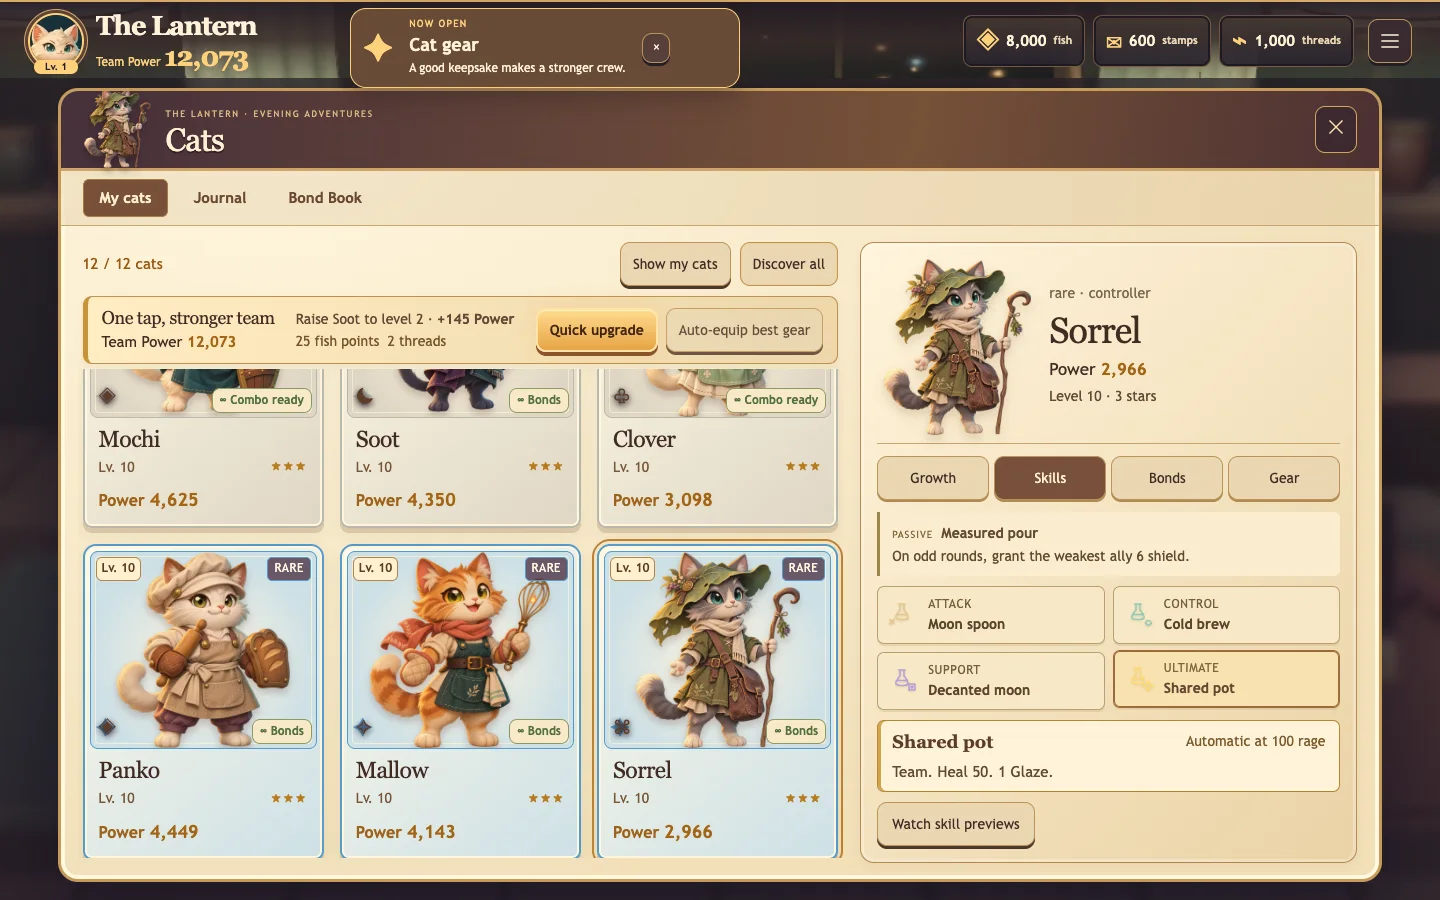 The Lantern
Team Power 12,073
Lv. 1
NOW OPEN
Cat gear
A good keepsake makes a stronger crew.
×
8,000 fish
600 stamps
1,000 threads
THE LANTERN · EVENING ADVENTURES
Cats
My cats
Journal
Bond Book
12 / 12 cats
Show my cats
Discover all
One tap, stronger team
Team Power 12,073
Raise Soot to level 2 · +145 Power
25 fish points 2 threads
Quick upgrade
Auto-equip best gear
∞ Combo ready
Mochi
Lv. 10
★★★
Power 4,625
∞ Bonds
Soot
Lv. 10
★★★
Power 4,350
∞ Combo ready
Clover
Lv. 10
★★★
Power 3,098
Lv. 10
RARE
∞ Bonds
Panko
Lv. 10
★★★
Power 4,449
Lv. 10
RARE
∞ Bonds
Mallow
Lv. 10
★★★
Power 4,143
Lv. 10
RARE
∞ Bonds
Sorrel
Lv. 10
★★★
Power 2,966
rare · controller
Sorrel
Power 2,966
Level 10 · 3 stars
Growth
Skills
Bonds
Gear
PASSIVE Measured pour
On odd rounds, grant the weakest ally 6 shield.
ATTACK
Moon spoon
CONTROL
Cold brew
SUPPORT
Decanted moon
ULTIMATE
Shared pot
Shared pot
Automatic at 100 rage
Team. Heal 50. 1 Glaze.
Watch skill previews